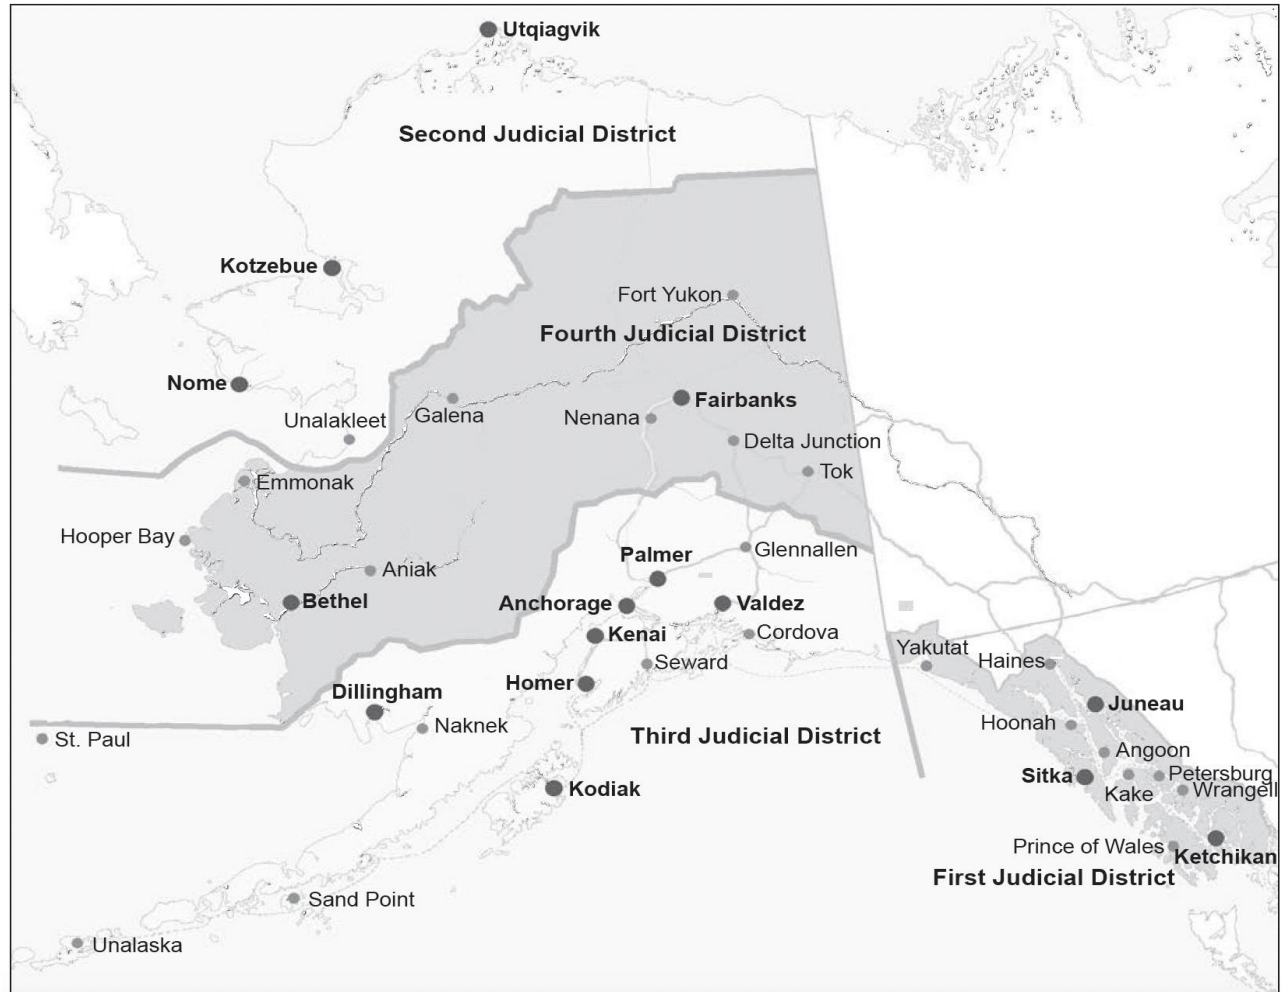 Utqiagvik
Second Judicial District
Kotzebue
Fort Yukon
Fourth Judicial District
Nome
Unalakleet
Galena
Nenana
Fairbanks
Delta Junction
Tok
Emmonak
Hooper Bay
Aniak
Bethel
Palmer
Glennallen
Anchorage
Valdez
Kenai
Cordova
Seward
Homer
Yakutat
Haines
Dillingham
Naknek
Juneau
Hoonah
St. Paul
Third Judicial District
Angoon
Sitka
Petersburg
Kake
Wrangell
Kodiak
Prince of Wales
Ketchikan
First Judicial District
Sand Point
Unalaska